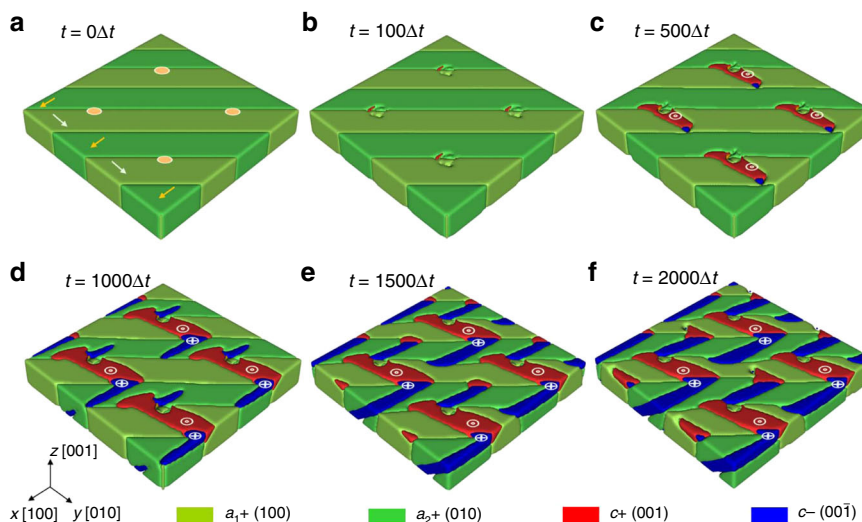 a t = 0Δt
b t = 100Δt
c t = 500Δt
d t = 1000Δt
e t = 1500Δt
f t = 2000Δt
z [001]
x [100] y [010]
a₁+ (100) a₂+ (010) c+ (001) c− (001̅)